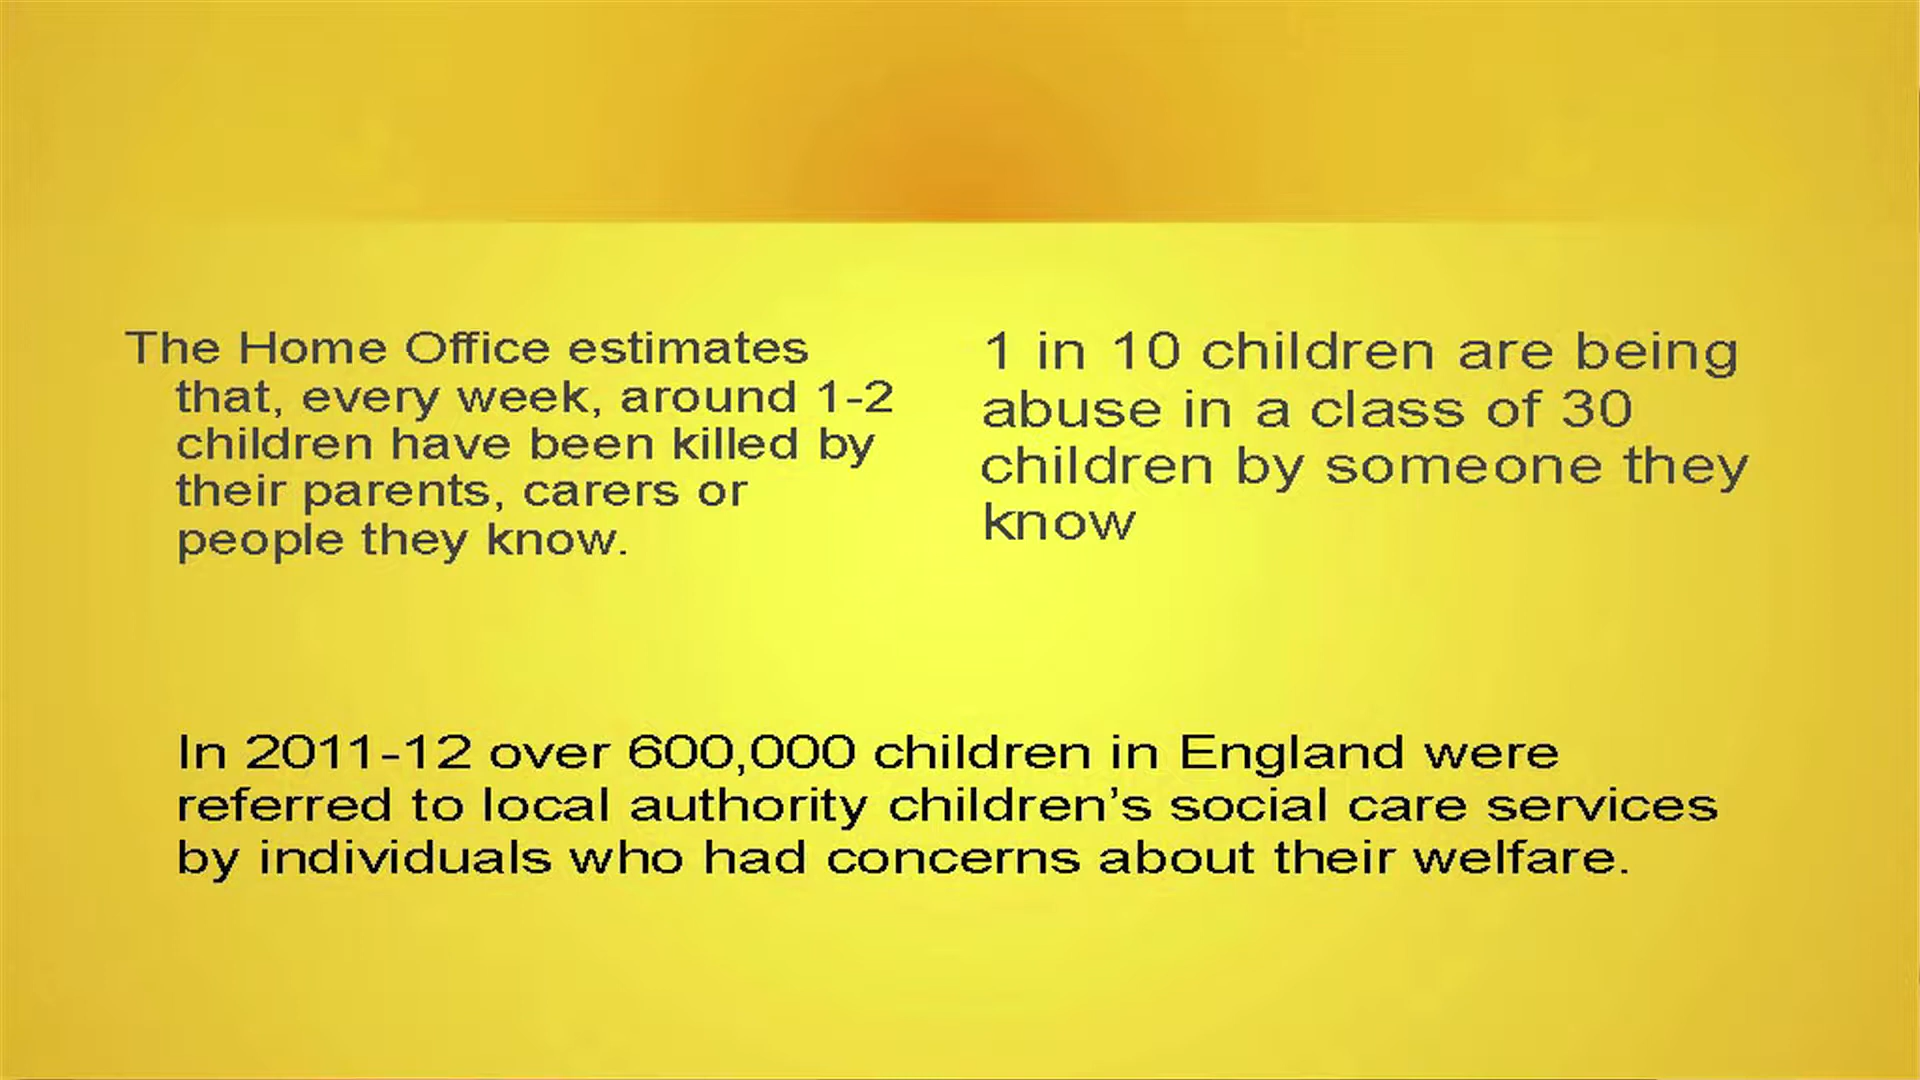 The Home Office estimates
that, every week, around 1-2
children have been killed by
their parents, carers or
people they know.
1 in 10 children are being
abuse in a class of 30
children by someone they
know
In 2011-12 over 600,000 children in England were
referred to local authority children’s social care services
by individuals who had concerns about their welfare.